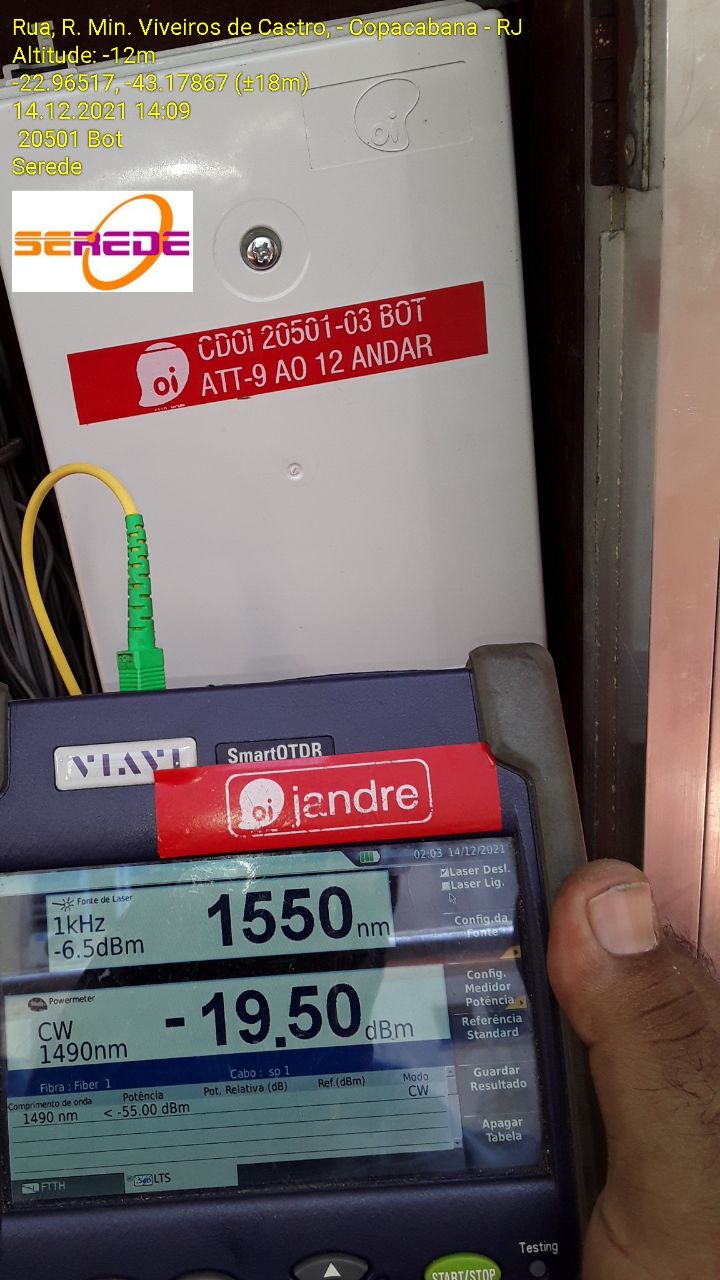 Rua, R. Min. Viveiros de Castro, - Copacabana - RJ
Altitude: -12m
-22.96517, -43.17867 (±18m)
14.12.2021 14:09
20501 Bot
Serede
SEREDE
oi
oi
CDOi 20501-03 BOT
ATT-9 AO 12 ANDAR
VIAVI
SmartOTDR
oi jandre
02:03 14/12/2021
Fonte de Laser
1kHz
-6.5dBm
1550nm
Laser Desl.
Laser Lig.
Config.da
Fonte
Powermeter
CW
1490nm
-19.50dBm
Config.
Medidor
Potência
Referência
Standard
Fibra : Fiber 1
Cabo : sp 1
Comprimento de onda
Potência
Pot. Relativa (dB)
Ref.(dBm)
Modo
1490 nm
< -55.00 dBm
CW
Guardar
Resultado
Apagar
Tabela
FTTH
LTS
Testing
START/STOP